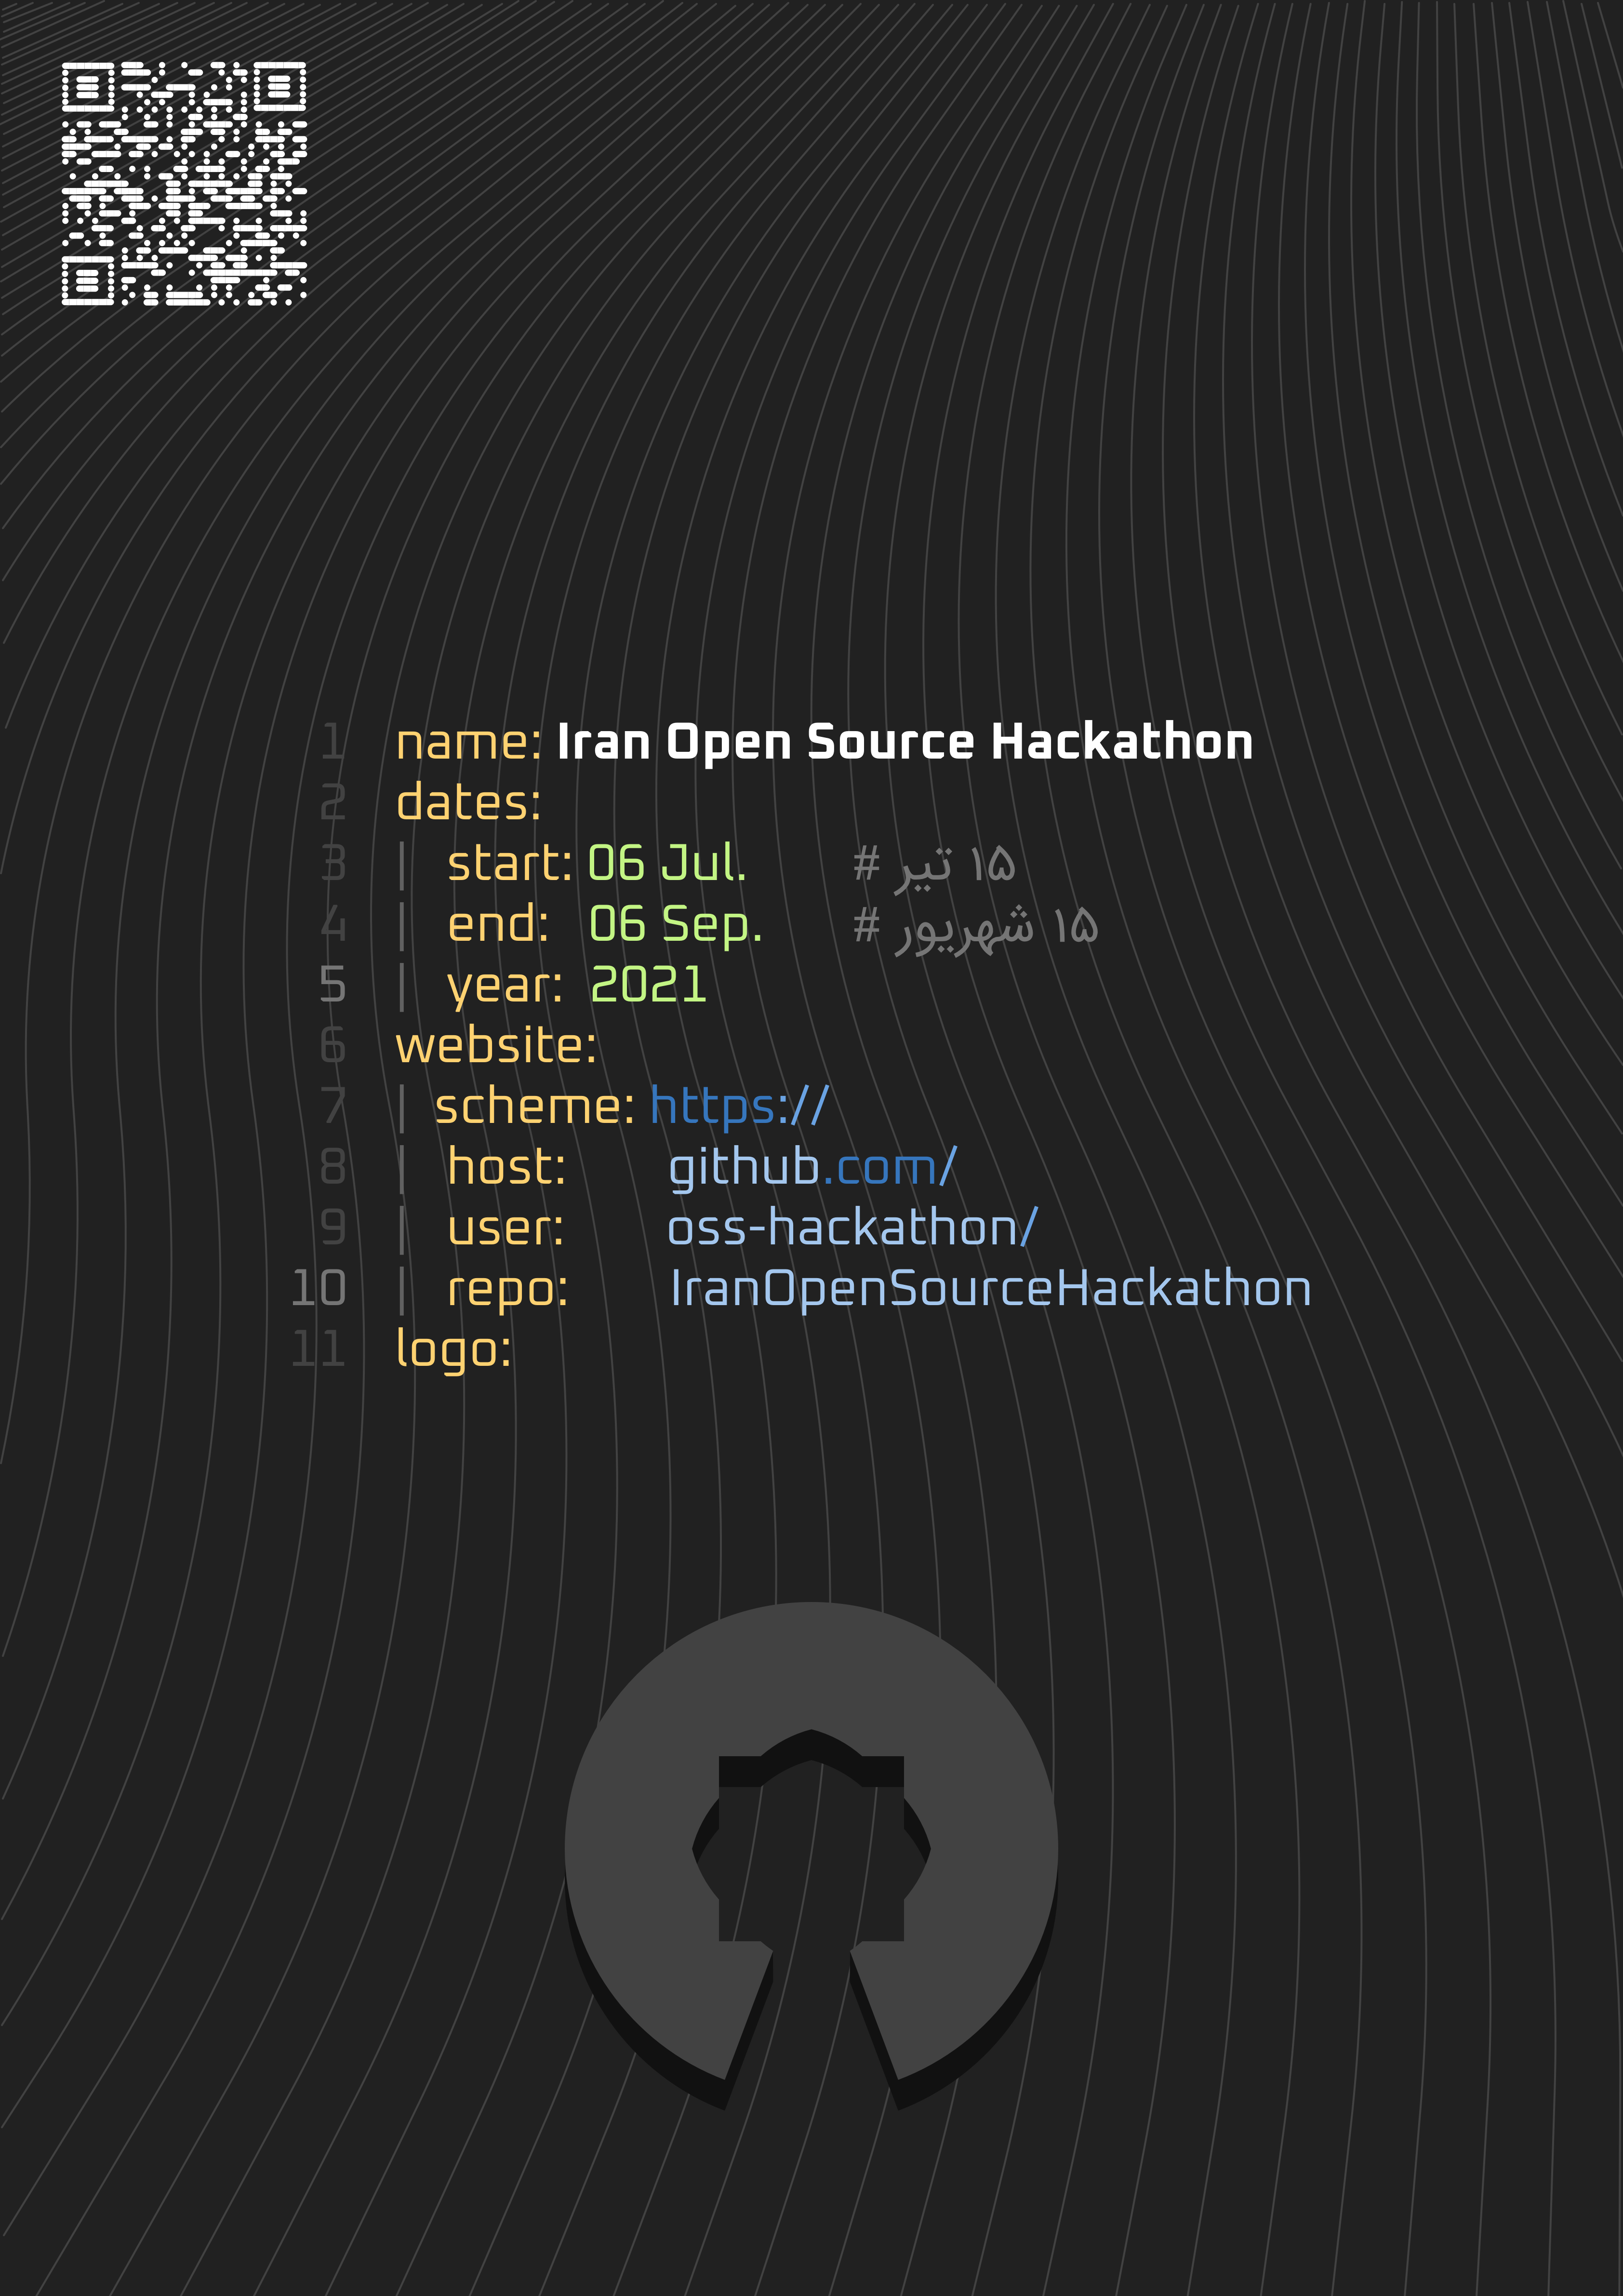 1 name: Iran Open Source Hackathon
2 dates:
3 | start: 06 Jul. # ۱۵ تیر
4 | end: 06 Sep. # ۱۵ شهریور
5 | year: 2021
6 website:
7 | scheme: https://
8 | host: github.com/
9 | user: oss-hackathon/
10 | repo: IranOpenSourceHackathon
11 logo: